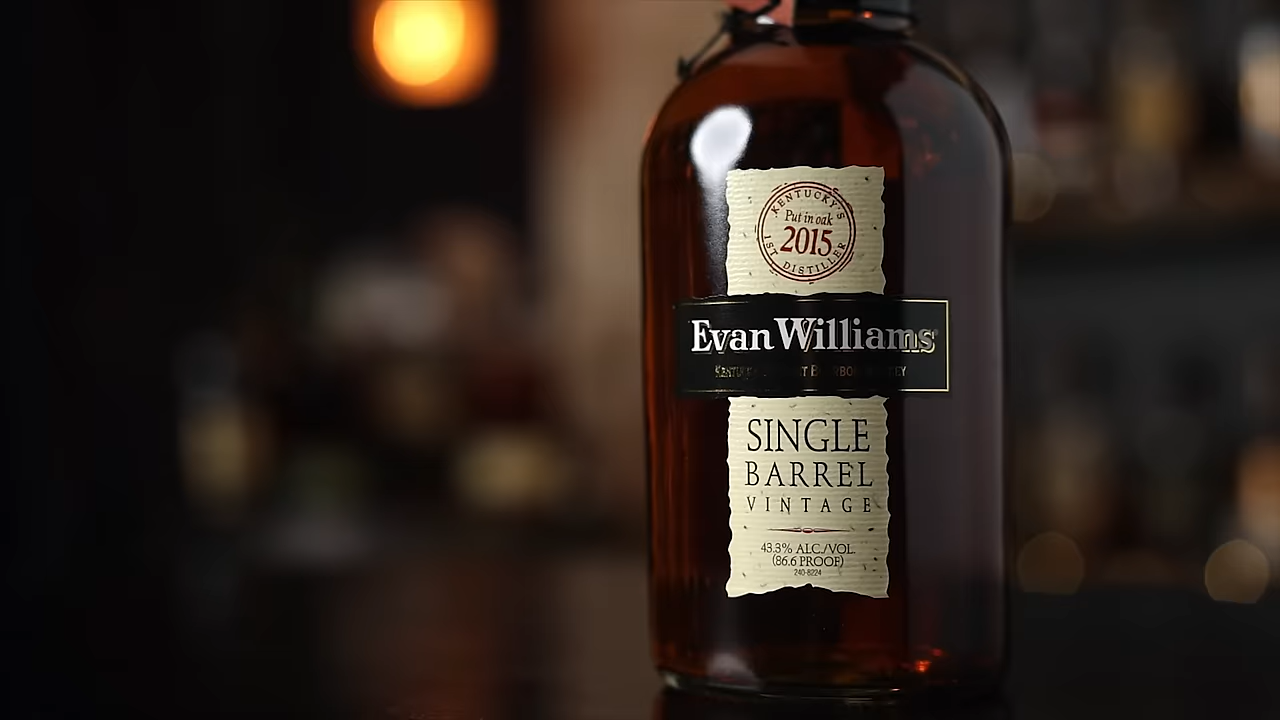 KENTUCKY'S
Put in oak
2015
1ST DISTILLER
Evan Williams
SINGLE
BARREL
VINTAGE
43.3% ALC./VOL.
(86.6 PROOF)
240-8224